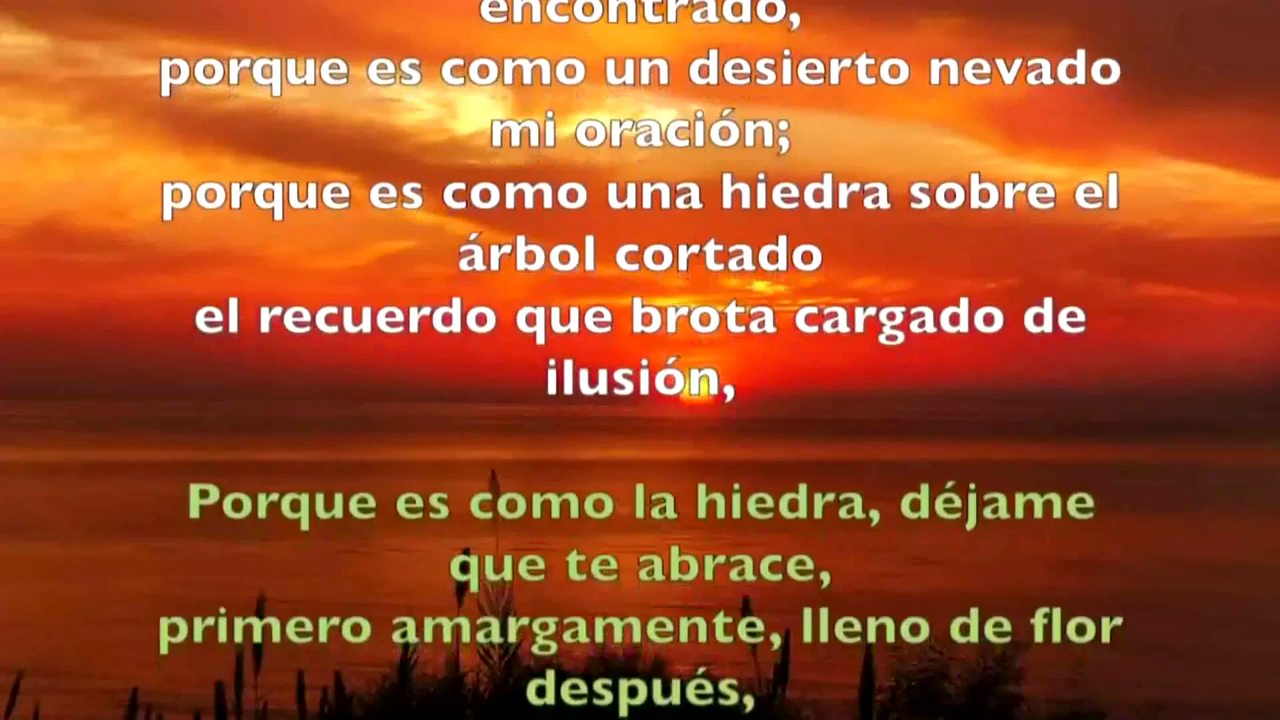 encontrado,
porque es como un desierto nevado
mi oración;
porque es como una hiedra sobre el
árbol cortado
el recuerdo que brota cargado de
ilusión,
Porque es como la hiedra, déjame
que te abrace,
primero amargamente, lleno de flor
después,